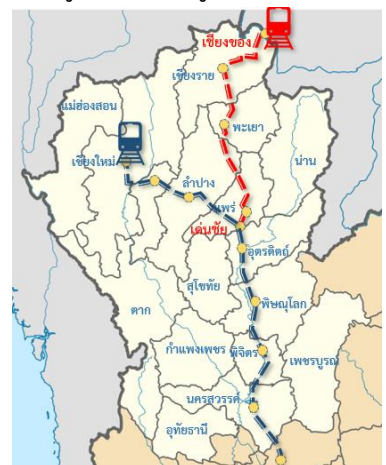 เชียงของ
เชียงราย
แม่ฮ่องสอน
พะเยา
น่าน
เชียงใหม่
ลำปาง
แพร่
เด่นชัย
อุตรดิตถ์
สุโขทัย
ตาก
พิษณุโลก
กำแพงเพชร
พิจิตร
เพชรบูรณ์
นครสวรรค์
อุทัยธานี